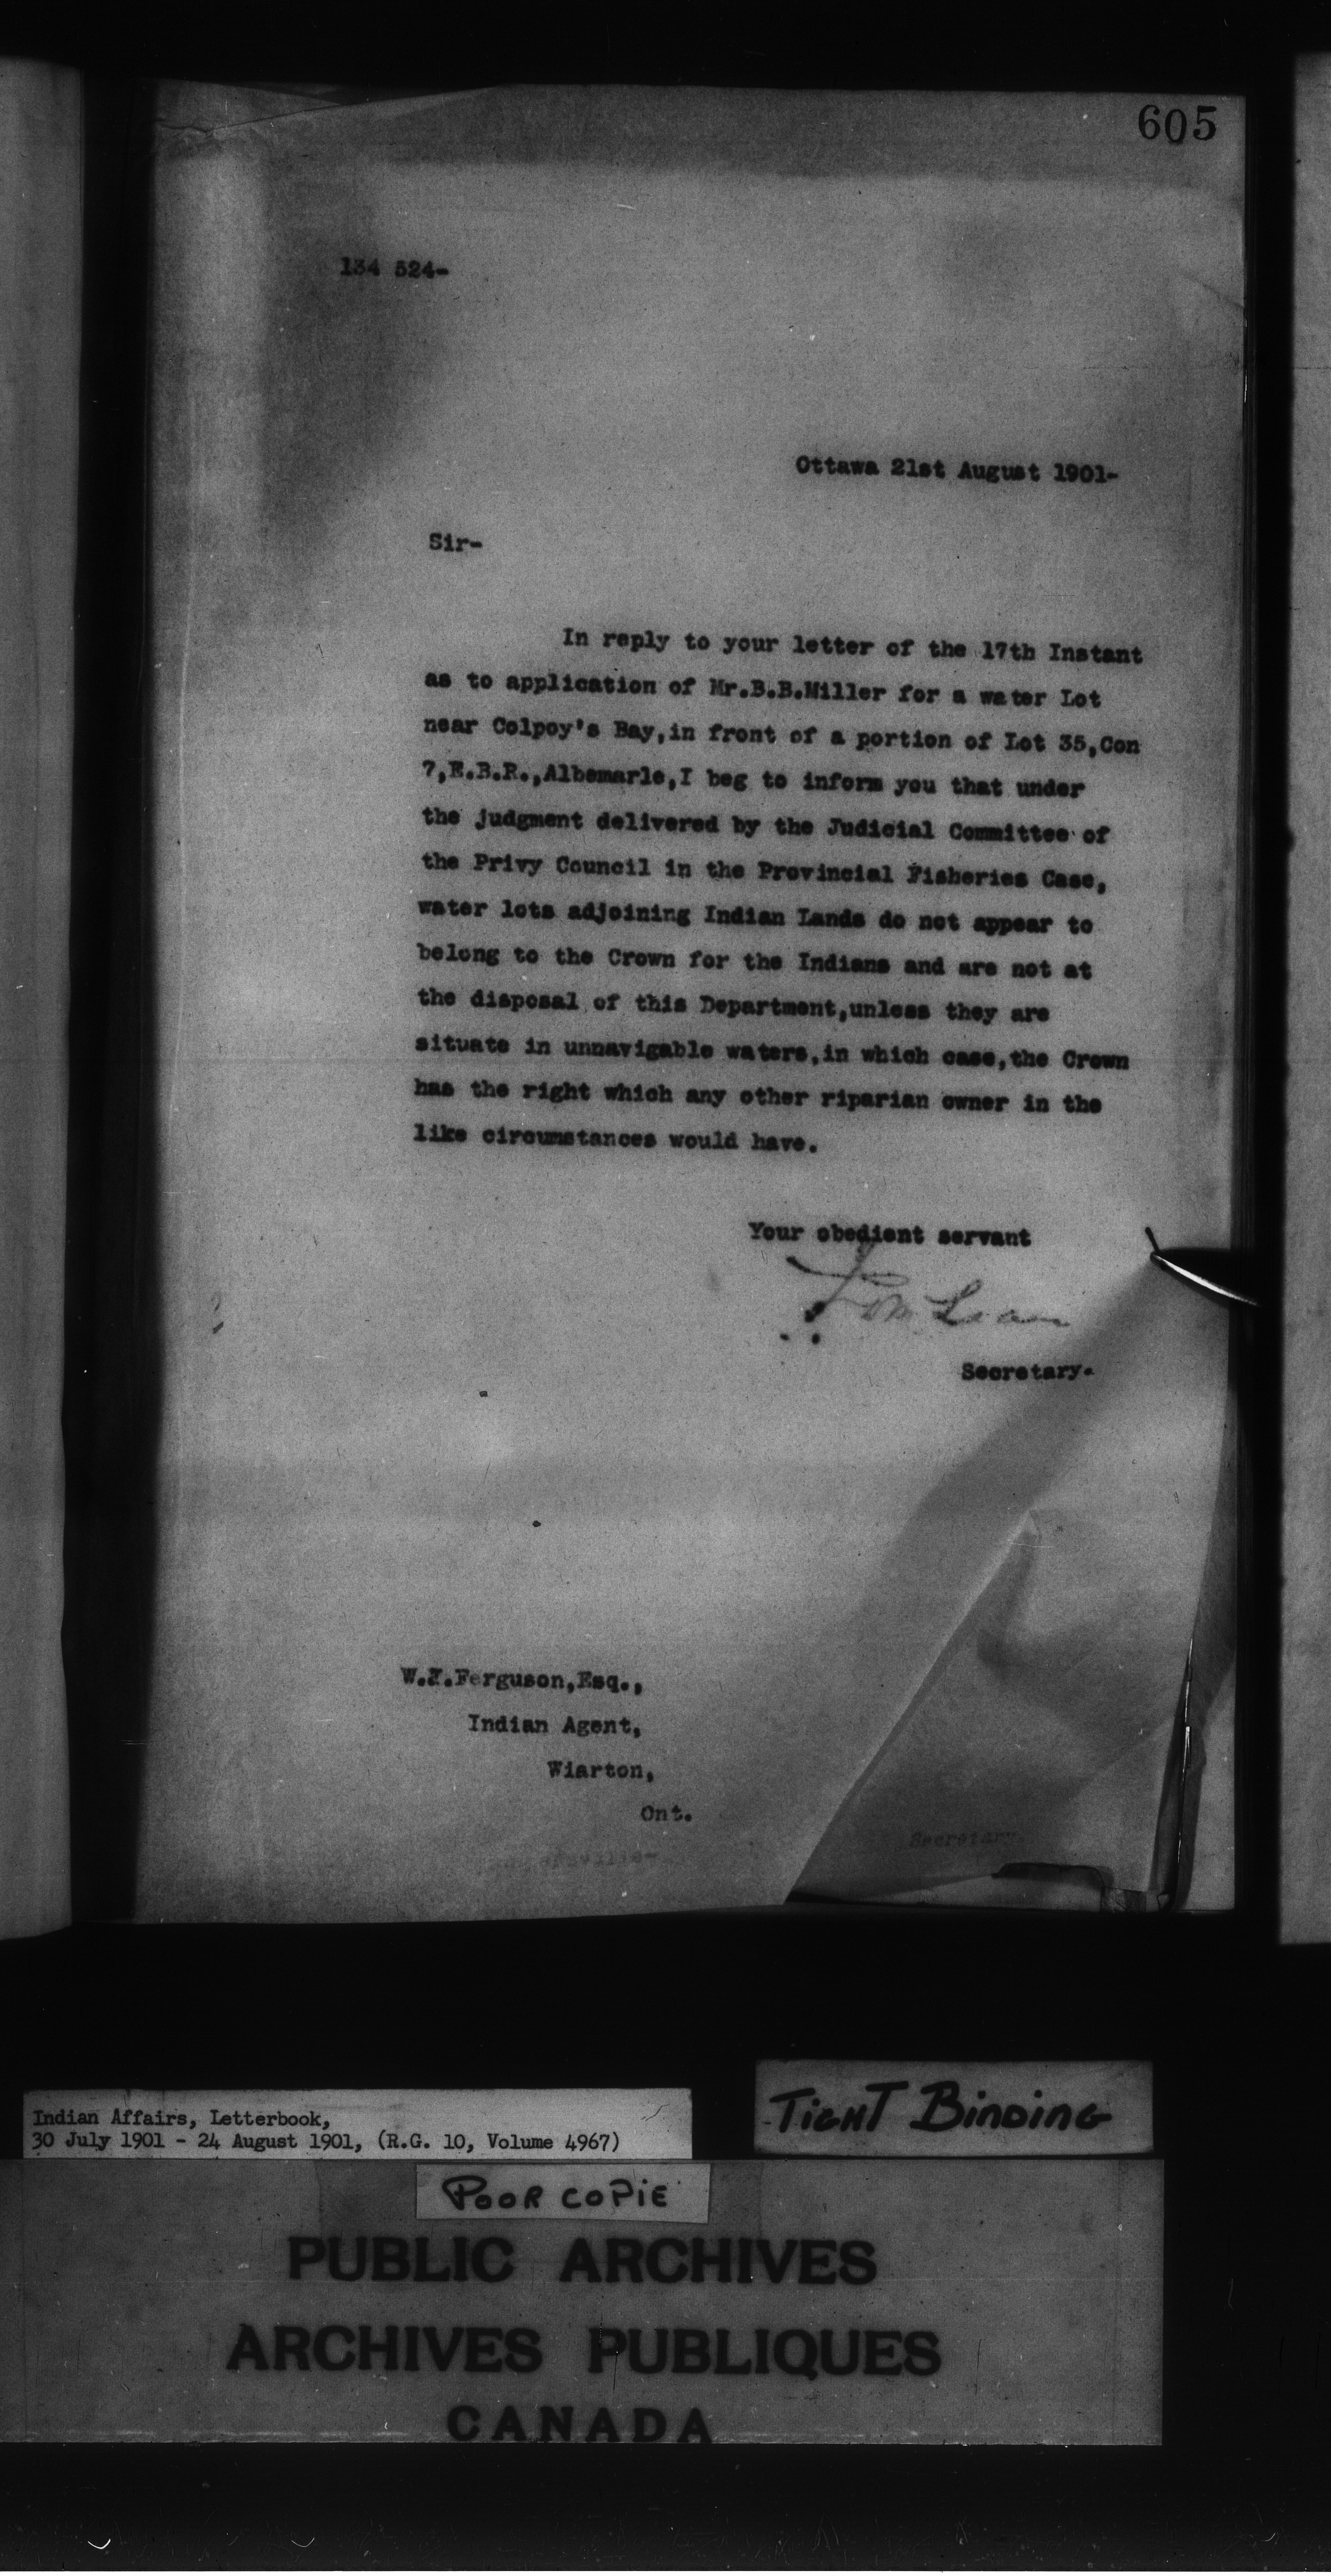 605
134 524-
Ottawa 21st August 1901-
Sir-
In reply to your letter of the 17th Instant
as to application of Mr.B.B.Miller for a water Lot
near Colpoy's Bay,in front of a portion of Lot 35,Con
7,E.B.R.,Albemarle,I beg to inform you that under
the judgment delivered by the Judicial Committee of
the Privy Council in the Provincial Fisheries Case,
water lots adjoining Indian Lands do not appear to
belong to the Crown for the Indians and are not at
the disposal of this Department,unless they are
situate in unnavigable waters,in which case,the Crown
has the right which any other riparian owner in the
like circumstances would have.
Your obedient servant
Secretary.
Ferguson,Esq.,
Indian Agent,
Wiarton,
Ont.
Secretary
Indian Affairs, Letterbook,
30 July 1901 - 24 August 1901, (R.G. 10, Volume 4967)
TIGHT BINDING
POOR COPIE
PUBLIC ARCHIVES
ARCHIVES PUBLIQUES
CANADA